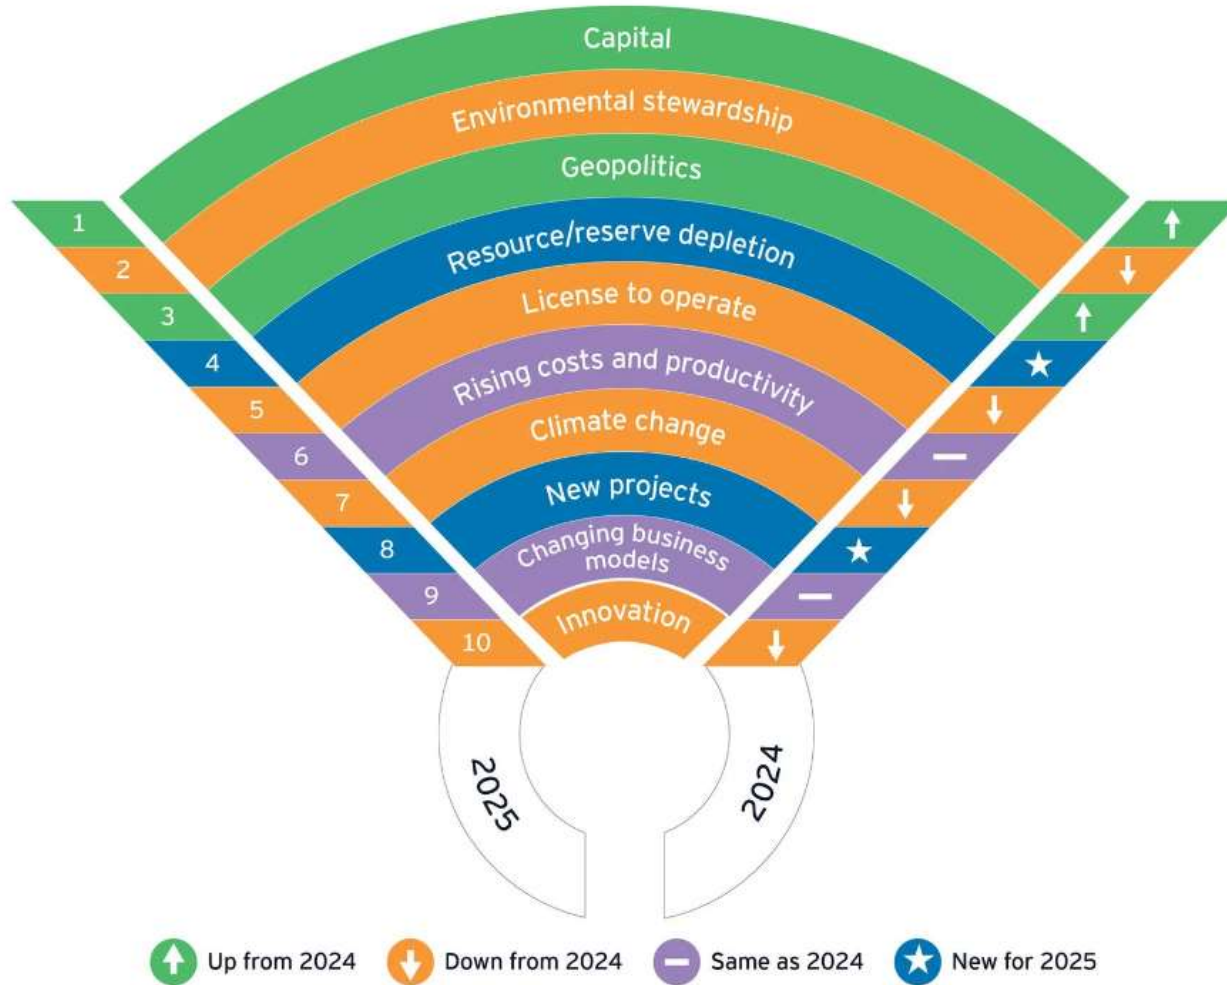 Capital
Environmental stewardship
Geopolitics
Resource/reserve depletion
License to operate
Rising costs and productivity
Climate change
New projects
Changing business
models
Innovation
1
2
3
4
5
6
7
8
9
10
2025
2024
Up from 2024
Down from 2024
Same as 2024
New for 2025